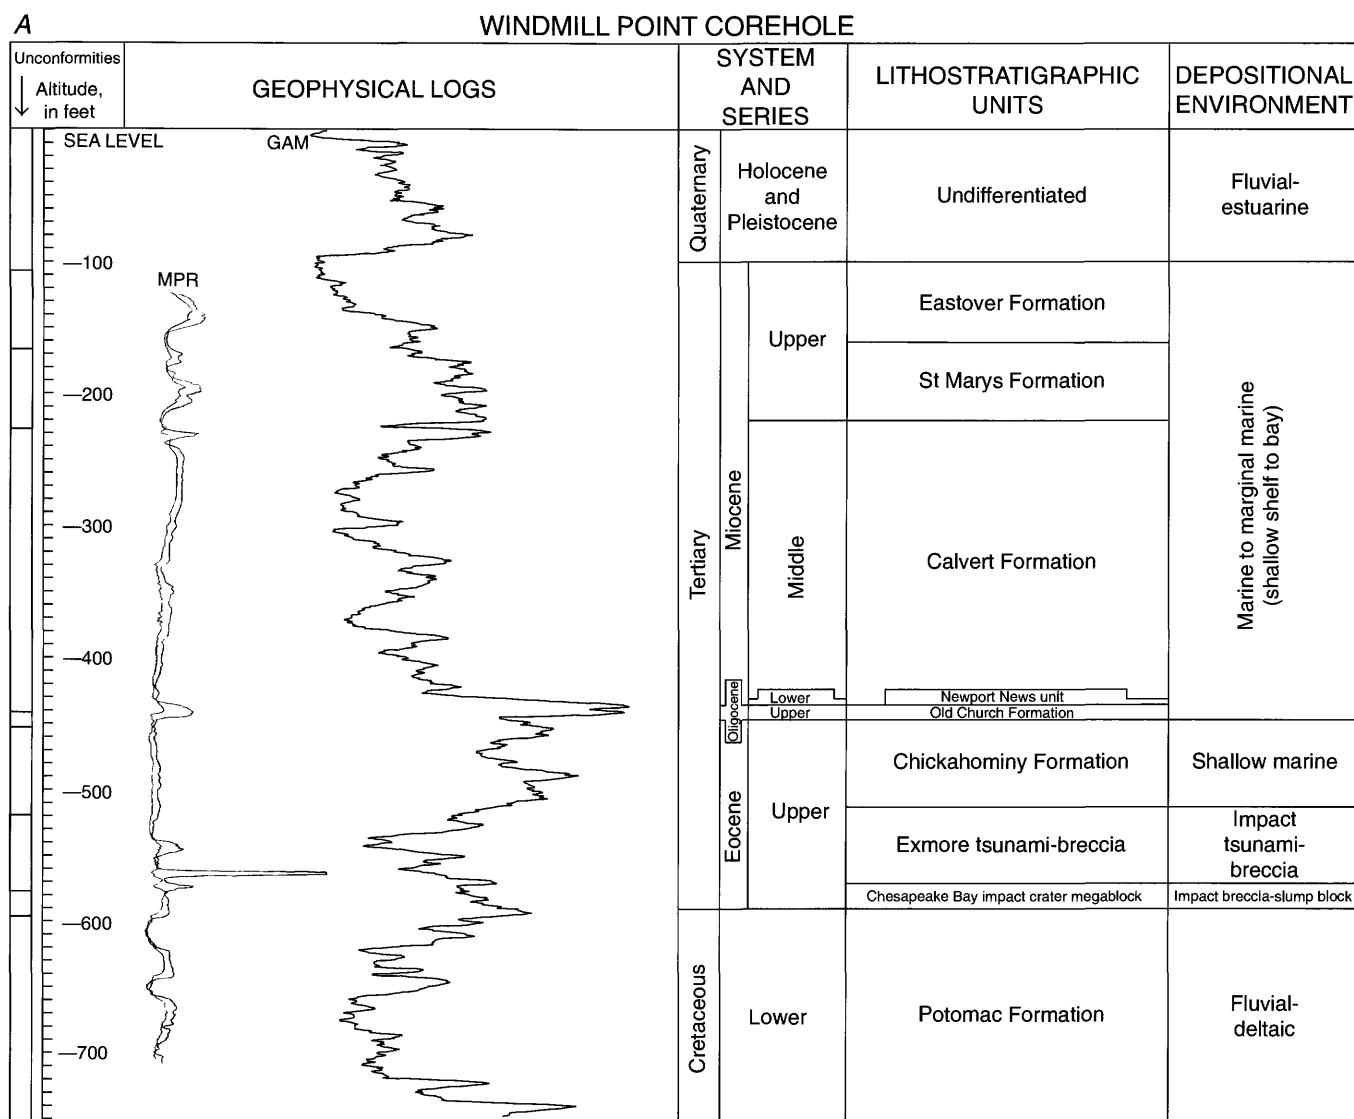 A
WINDMILL POINT COREHOLE
Unconformities
Altitude,
in feet
GEOPHYSICAL LOGS
SYSTEM
AND
SERIES
LITHOSTRATIGRAPHIC
UNITS
DEPOSITIONAL
ENVIRONMENT
SEA LEVEL
GAM
Quaternary
Holocene
and
Pleistocene
Undifferentiated
Fluvial-
estuarine
—100
MPR
—200
—300
—400
—500
—600
—700
Tertiary
Miocene
Upper
Eastover Formation
St Marys Formation
Marine to marginal marine
(shallow shelf to bay)
Middle
Calvert Formation
Lower
Newport News unit
Oligocene
Upper
Old Church Formation
Eocene
Upper
Chickahominy Formation
Shallow marine
Exmore tsunami-breccia
Impact
tsunami-
breccia
Chesapeake Bay impact crater megablock
Impact breccia-slump block
Cretaceous
Lower
Potomac Formation
Fluvial-
deltaic